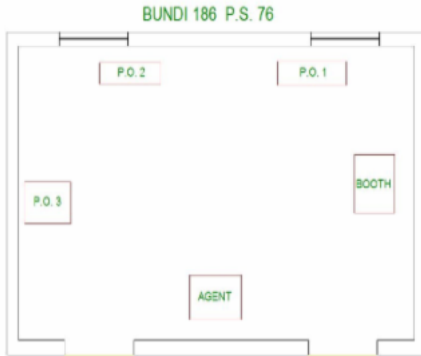 BUNDI 186 P.S. 76
P.O. 2
P.O. 1
BOOTH
P.O. 3
AGENT